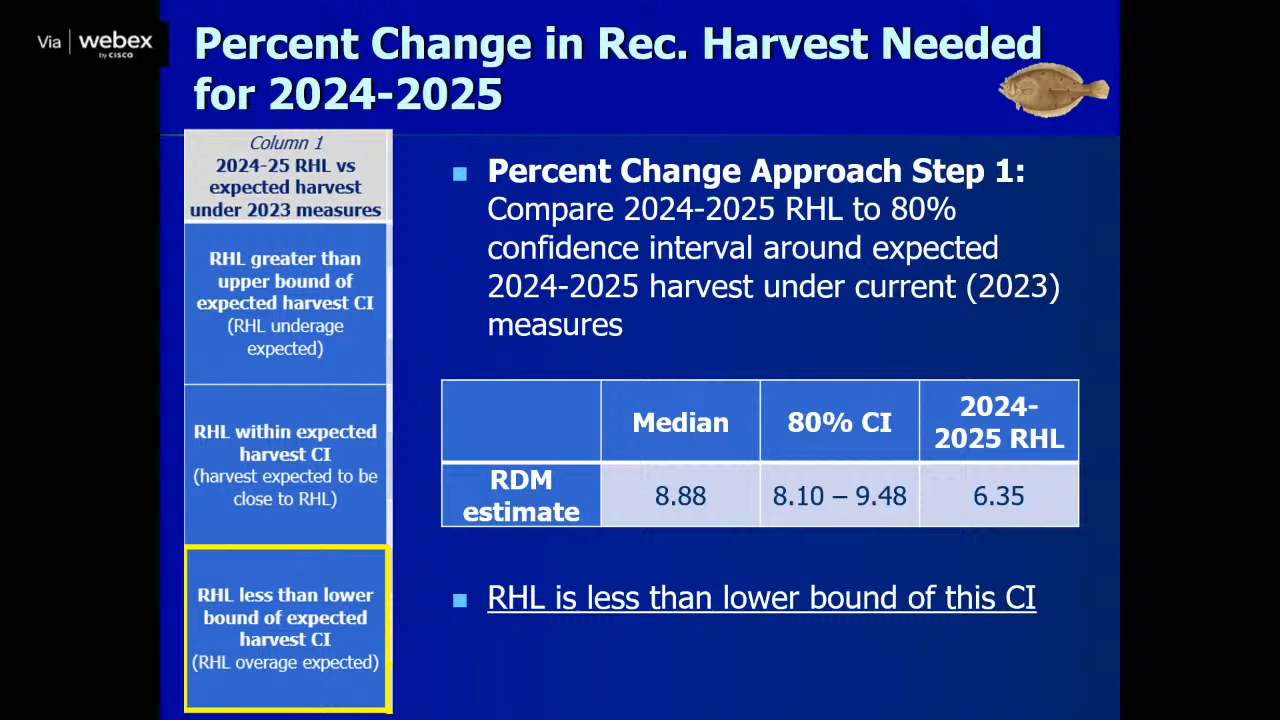 Via | webex
by CISCO
Percent Change in Rec. Harvest Needed
for 2024-2025
Column 1
2024-25 RHL vs
expected harvest
under 2023 measures
RHL greater than
upper bound of
expected harvest CI
(RHL underage
expected)
RHL within expected
harvest CI
(harvest expected to be
close to RHL)
RHL less than lower
bound of expected
harvest CI
(RHL overage expected)
■ Percent Change Approach Step 1:
Compare 2024-2025 RHL to 80%
confidence interval around expected
2024-2025 harvest under current (2023)
measures
Median
80% CI
2024-
2025 RHL
RDM
estimate
8.88
8.10 – 9.48
6.35
■ RHL is less than lower bound of this CI